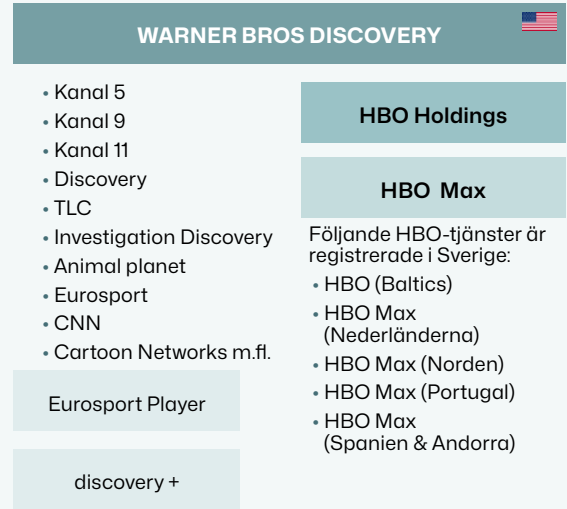 WARNER BROS DISCOVERY
• Kanal 5
• Kanal 9
• Kanal 11
• Discovery
• TLC
• Investigation Discovery
• Animal planet
• Eurosport
• CNN
• Cartoon Networks m.fl.
Eurosport Player
discovery +
HBO Holdings
HBO Max
Följande HBO-tjänster är
registrerade i Sverige:
• HBO (Baltics)
• HBO Max
(Nederländerna)
• HBO Max (Norden)
• HBO Max (Portugal)
• HBO Max
(Spanien & Andorra)